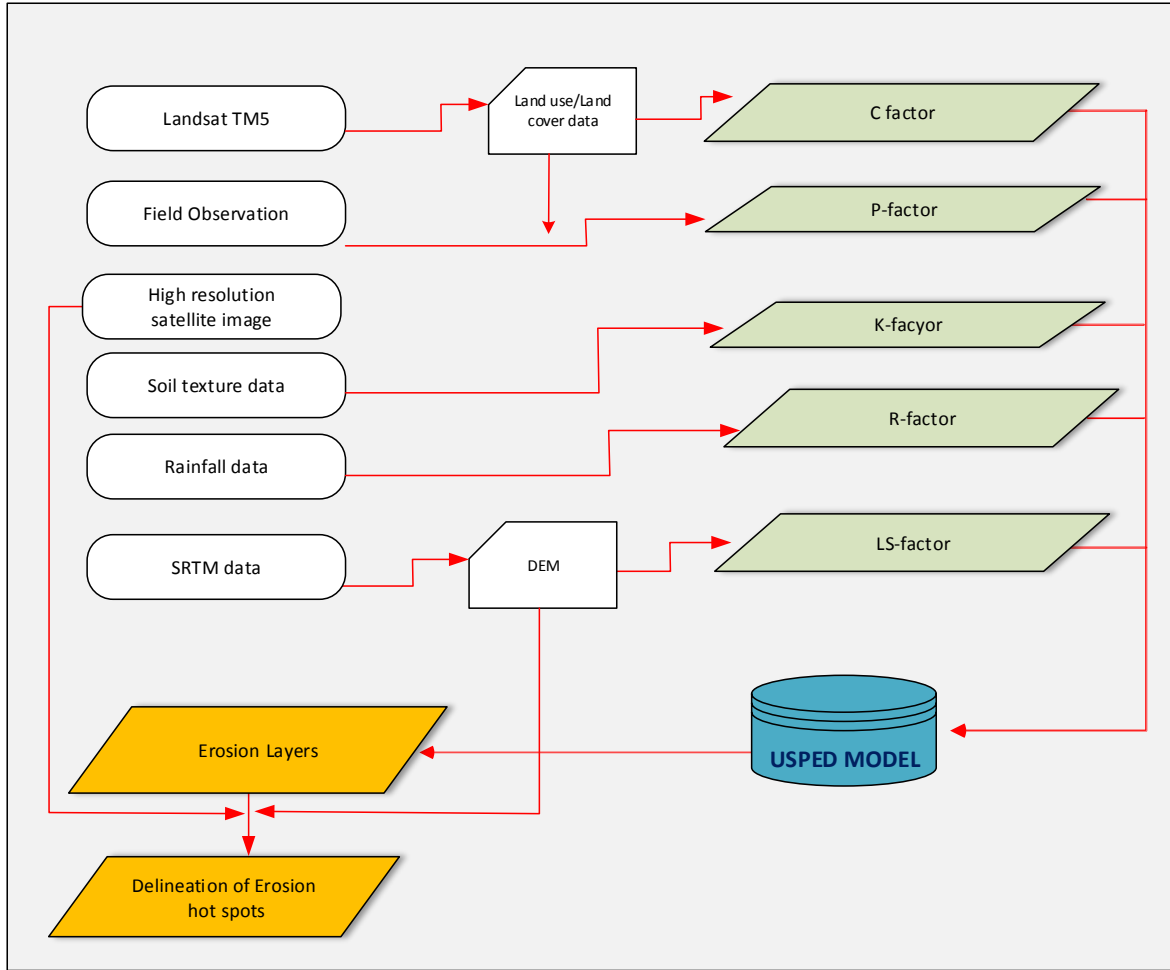 Landsat TM5
Land use/Land
cover data
C factor
Field Observation
P-factor
High resolution
satellite image
K-facyor
Soil texture data
R-factor
Rainfall data
SRTM data
DEM
LS-factor
Erosion Layers
USPED MODEL
Delineation of Erosion
hot spots